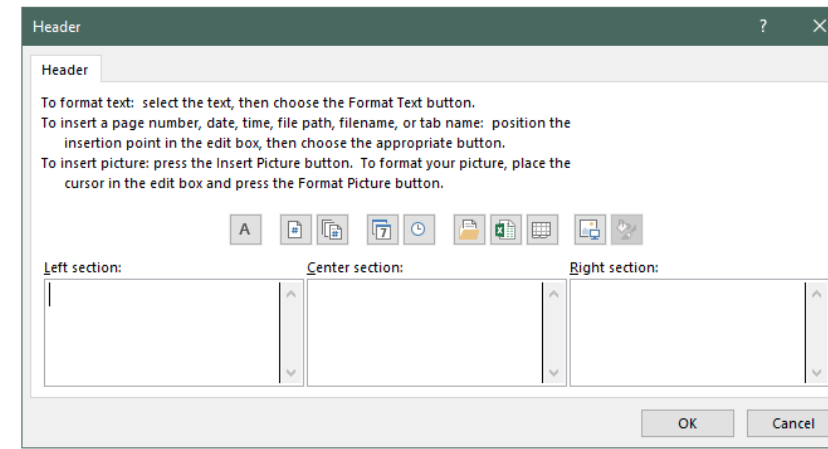 Header
?
Header
To format text:  select the text, then choose the Format Text button.
To insert a page number, date, time, file path, filename, or tab name:  position the
insertion point in the edit box, then choose the appropriate button.
To insert picture: press the Insert Picture button.  To format your picture, place the
cursor in the edit box and press the Format Picture button.
A # # 7
Left section: Center section: Right section:
OK Cancel